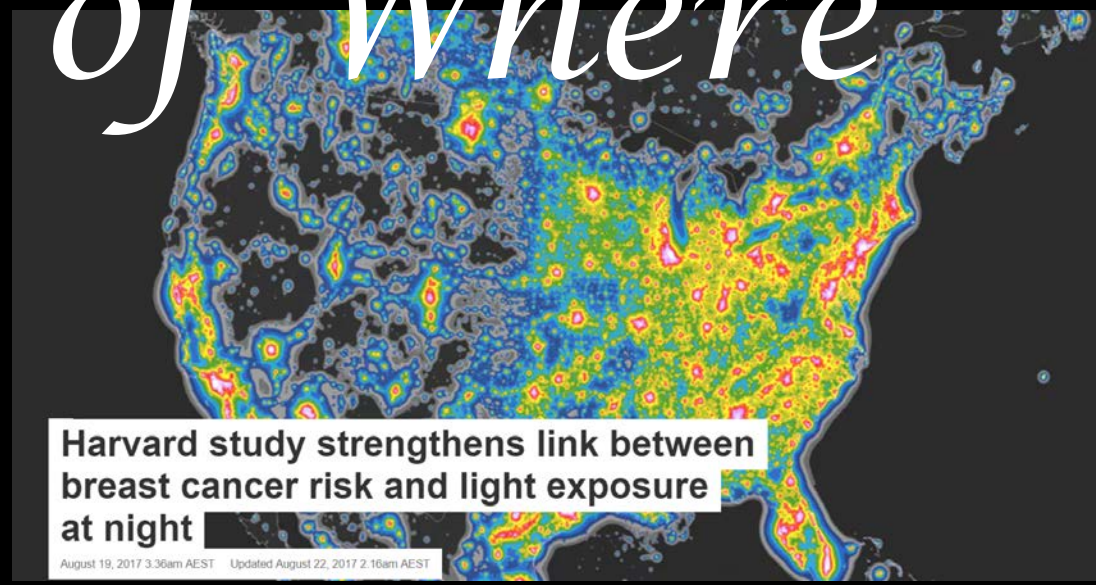 of Where
Harvard study strengthens link between
breast cancer risk and light exposure
at night
August 19, 2017 3.36am AEST Updated August 22, 2017 2.16am AEST